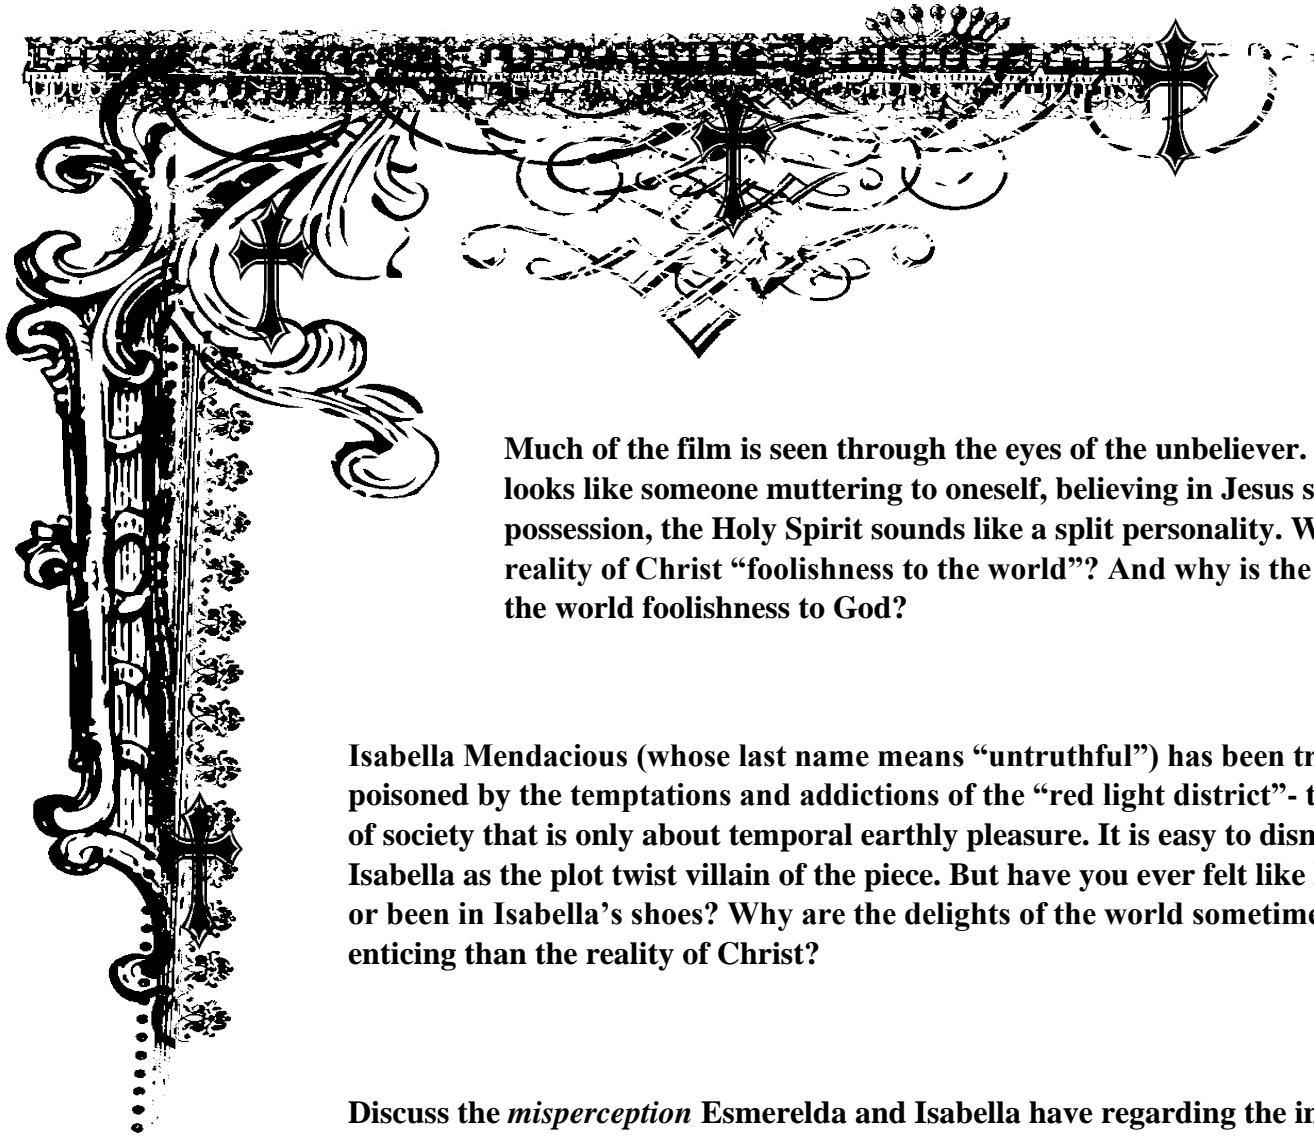 Much of the film is seen through the eyes of the unbeliever.
looks like someone muttering to oneself, believing in Jesus
possession, the Holy Spirit sounds like a split personality.
reality of Christ “foolishness to the world”? And why is the
the world foolishness to God?
Isabella Mendacious (whose last name means “untruthful”) has been
poisoned by the temptations and addictions of the “red light district”-
of society that is only about temporal earthly pleasure. It is easy to
Isabella as the plot twist villain of the piece. But have you ever felt like
or been in Isabella’s shoes? Why are the delights of the world
enticing than the reality of Christ?
Discuss the misperception Esmerelda and Isabella have regarding the